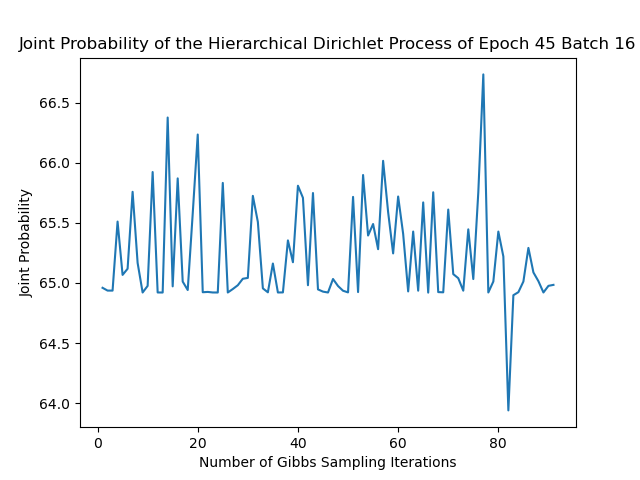 Joint Probability of the Hierarchical Dirichlet Process of Epoch 45 Batch 16
66.5
66.0
65.5
65.0
64.5
64.0
Joint Probability
0 20 40 60 80
Number of Gibbs Sampling Iterations